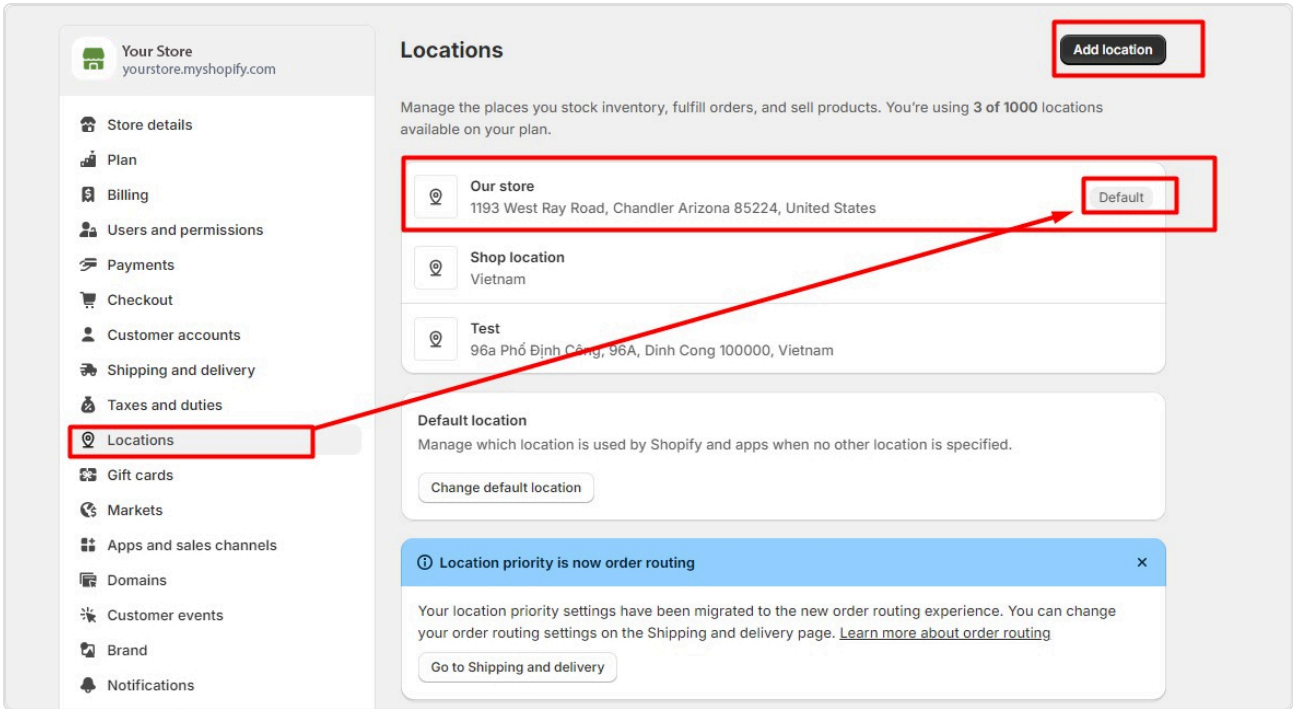 Your Store
yourstore.myshopify.com
Store details
Plan
Billing
Users and permissions
Payments
Checkout
Customer accounts
Shipping and delivery
Taxes and duties
Locations
Gift cards
Markets
Apps and sales channels
Domains
Customer events
Brand
Notifications
Locations
Add location
Manage the places you stock inventory, fulfill orders, and sell products. You're using 3 of 1000 locations
available on your plan.
Our store
1193 West Ray Road, Chandler Arizona 85224, United States
Default
Shop location
Vietnam
Test
96a Phố Định Công, 96A, Dinh Cong 100000, Vietnam
Default location
Manage which location is used by Shopify and apps when no other location is specified.
Change default location
Location priority is now order routing
Your location priority settings have been migrated to the new order routing experience. You can change
your order routing settings on the Shipping and delivery page. Learn more about order routing
Go to Shipping and delivery